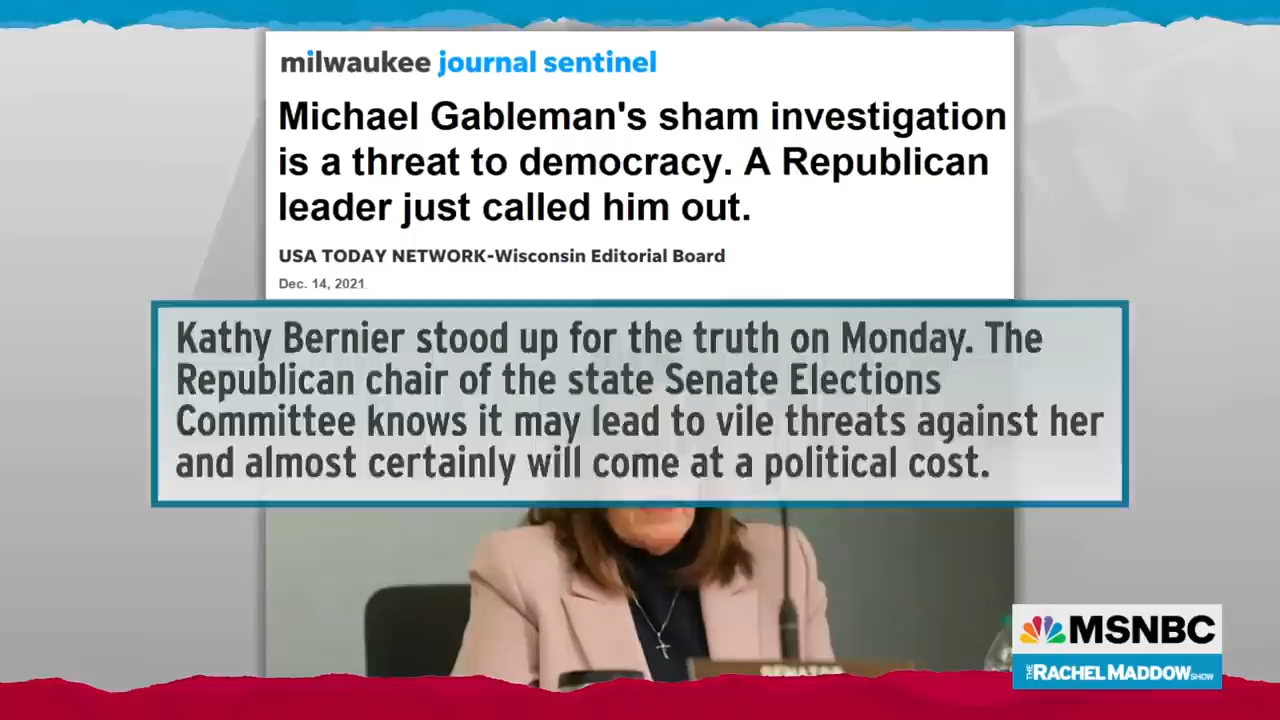 milwaukee journal sentinel
Michael Gableman's sham investigation
is a threat to democracy. A Republican
leader just called him out.
USA TODAY NETWORK-Wisconsin Editorial Board
Dec. 14, 2021
Kathy Bernier stood up for the truth on Monday. The
Republican chair of the state Senate Elections
Committee knows it may lead to vile threats against her
and almost certainly will come at a political cost.
SENATOR
MSNBC
THE RACHEL MADDOW SHOW